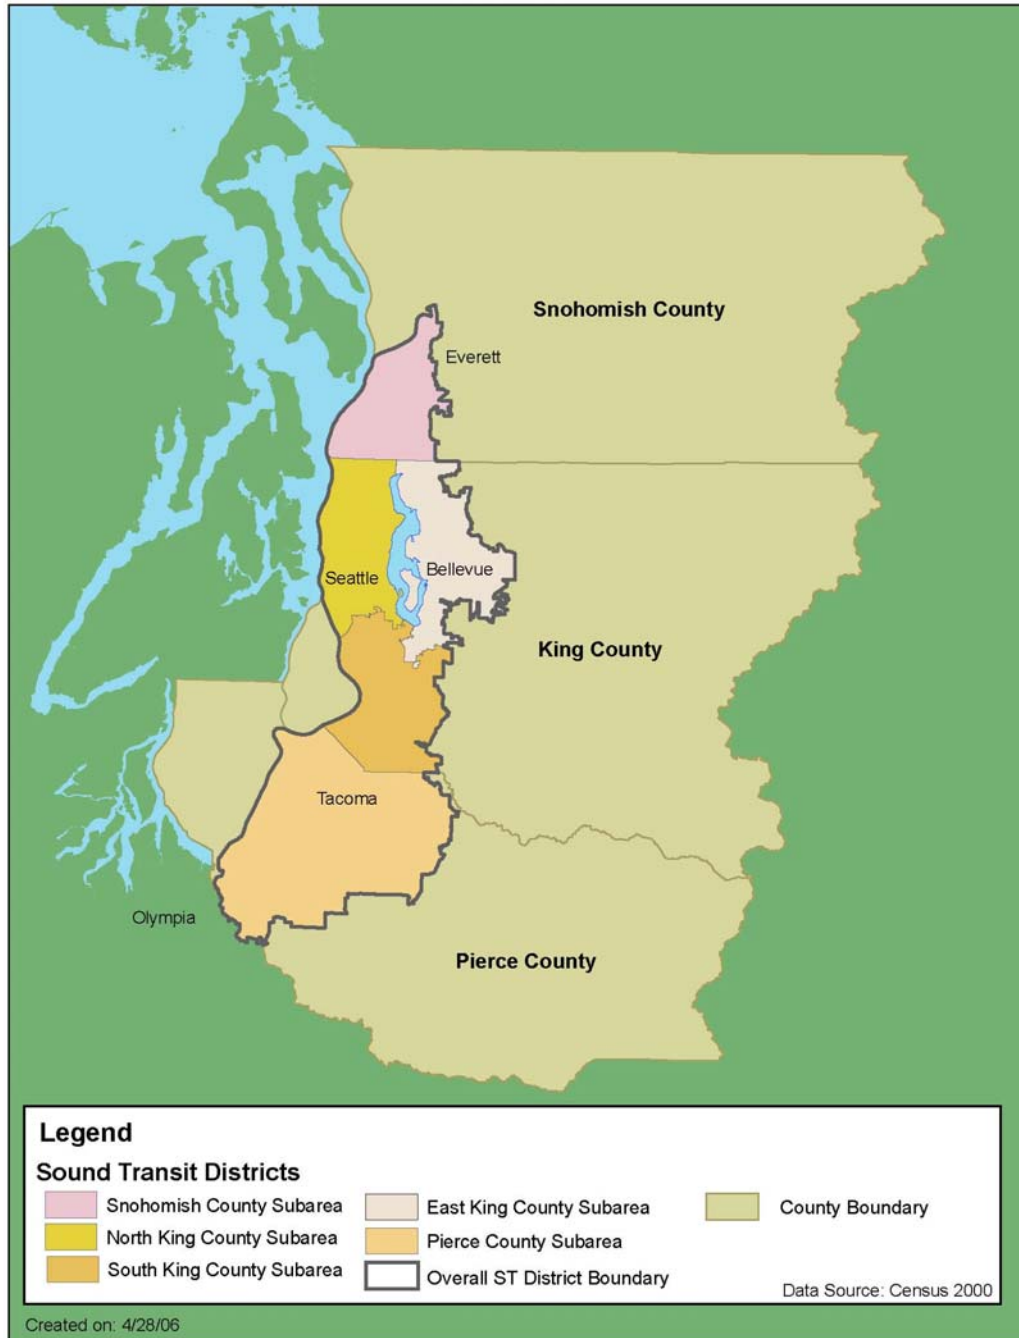 Snohomish County
Everett
Seattle
Bellevue
King County
Tacoma
Olympia
Pierce County
Legend
Sound Transit Districts
Snohomish County Subarea
North King County Subarea
South King County Subarea
East King County Subarea
Pierce County Subarea
Overall ST District Boundary
County Boundary
Data Source: Census 2000
Created on: 4/28/06